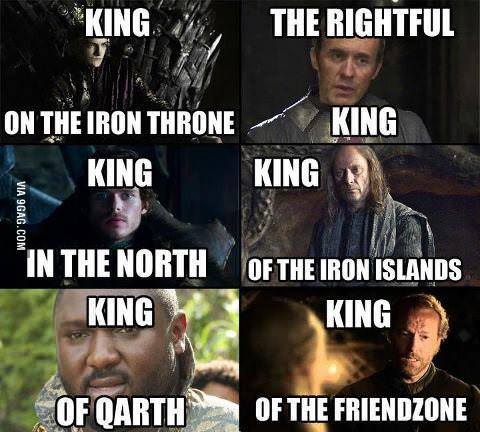 KING
ON THE IRON THRONE
THE RIGHTFUL
KING
KING
IN THE NORTH
KING
OF THE IRON ISLANDS
KING
OF QARTH
KING
OF THE FRIENDZONE
VIA 9GAG.COM